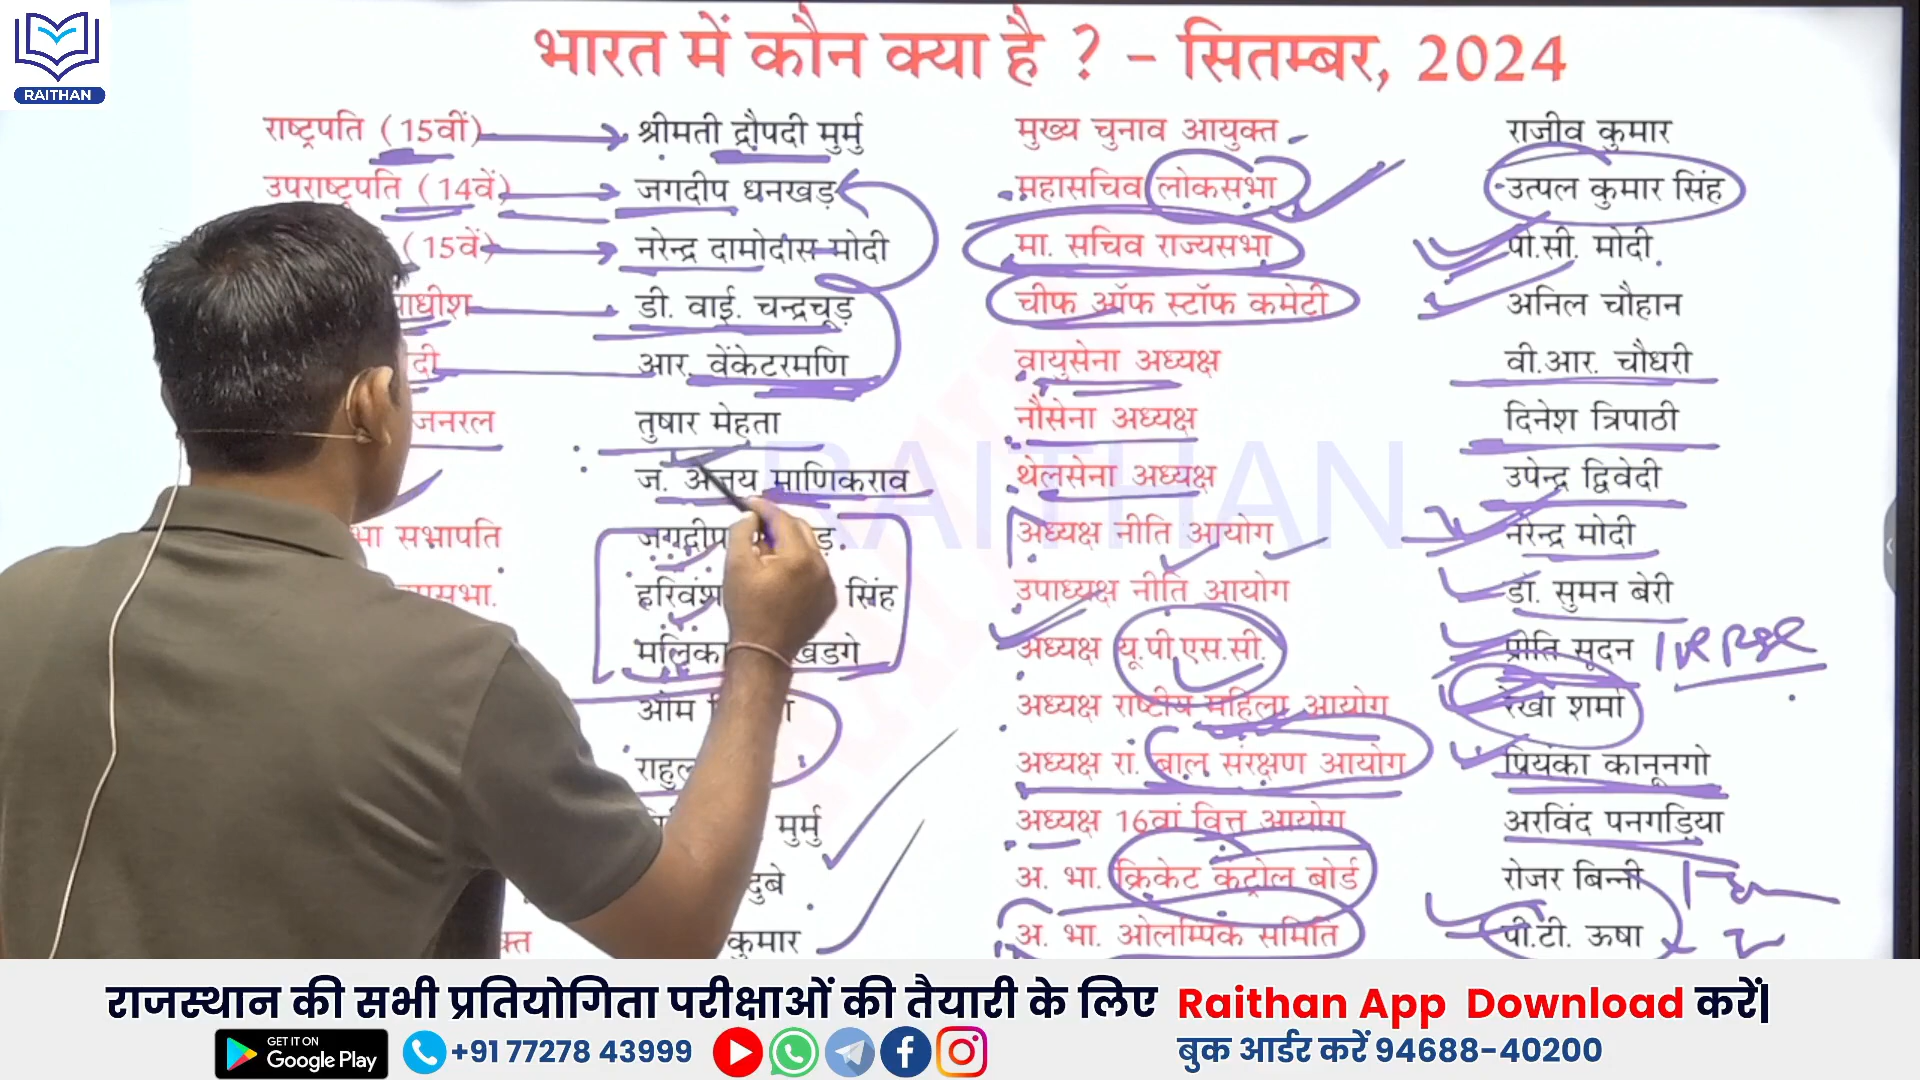 RAITHAN
भारत में कौन क्या है ? - सितम्बर, 2024
राष्ट्रपति (15वीं) श्रीमती द्रौपदी मुर्मु
उपराष्ट्रपति (14वें) जगदीप धनखड़
(15वें) नरेन्द्र दामोदास मोदी
डी. वाई. चन्द्रचूड़
आर. वेंकेटरमणि
जनरल तुषार मेहता
ज. अजय माणिकराव
सभापति जगदीप
हरिवंश सिंह
खडगे
मुर्मु
दुबे
कुमार
मुख्य चुनाव आयुक्त राजीव कुमार
महासचिव लोकसभा उत्पल कुमार सिंह
मा. सचिव राज्यसभा पी.सी. मोदी
चीफ ऑफ स्टॉफ कमेटी अनिल चौहान
वायुसेना अध्यक्ष वी.आर. चौधरी
नौसेना अध्यक्ष दिनेश त्रिपाठी
थेलसेना अध्यक्ष उपेन्द्र द्विवेदी
अध्यक्ष नीति आयोग नरेन्द्र मोदी
उपाध्यक्ष नीति आयोग डॉ. सुमन बेरी
अध्यक्ष यू.पी.एस.सी. प्रीति सूदन
अध्यक्ष राष्टीय महिला आयोग रेखा शर्मा
अध्यक्ष रा. बाल संरक्षण आयोग प्रियंका कानूनगो
अध्यक्ष 16वां वित्त आयोग अरविंद पनगड़िया
अ. भा. क्रिकेट कंट्रोल बोर्ड रोजर बिन्नी
अ. भा. ओलम्पिक समिति पी.टी. ऊषा
RAITHAN
राजस्थान की सभी प्रतियोगिता परीक्षाओं की तैयारी के लिए Raithan App Download करें|
GET IT ON
Google Play
+91 77278 43999
बुक आर्डर करें 94688-40200